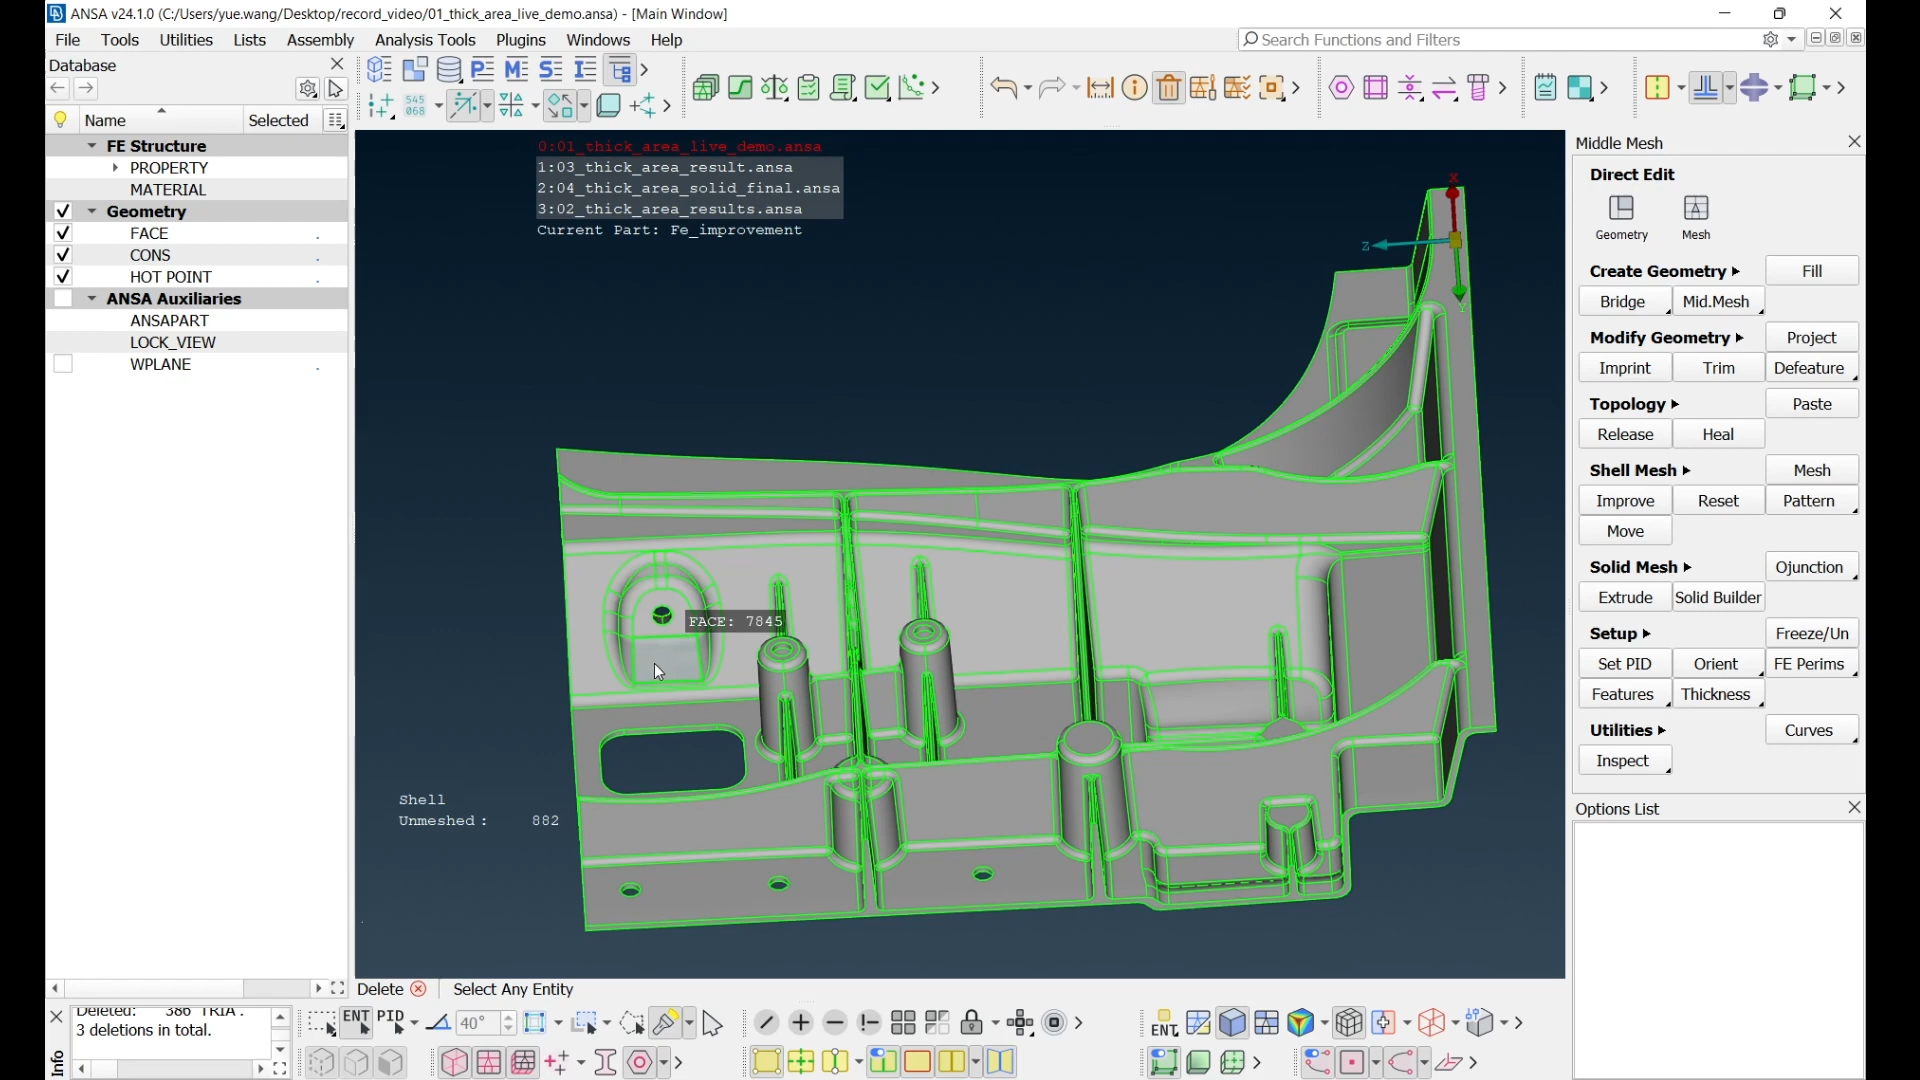 ANSA v24.1.0 (C:/Users/yue.wang/Desktop/record_video/01_thick_area_live_demo.ansa) - [Main Window]
File Tools Utilities Lists Assembly Analysis Tools Plugins Windows Help
Search Functions and Filters
Database
Name Selected
FE Structure
PROPERTY
MATERIAL
Geometry
FACE
CONS
HOT POINT
ANSA Auxiliaries
ANSAPART
LOCK_VIEW
WPLANE
545
068
0:01_thick_area_live_demo.ansa
1:03_thick_area_result.ansa
2:04_thick_area_solid_final.ansa
3:02_thick_area_results.ansa
Current Part: Fe_improvement
X
Z
Y
FACE: 7845
Shell
Unmeshed : 882
Middle Mesh
Direct Edit
Geometry Mesh
Create Geometry Fill
Bridge Mid.Mesh
Modify Geometry Project
Imprint Trim Defeature
Topology Paste
Release Heal
Shell Mesh Mesh
Improve Reset Pattern
Move
Solid Mesh Ojunction
Extrude Solid Builder
Setup Freeze/Un
Set PID Orient FE Perims
Features Thickness
Utilities Curves
Inspect
Options List
Delete Select Any Entity
Info
Deleted: 386 TRIA.
3 deletions in total.
ENT PID 40°
ENT